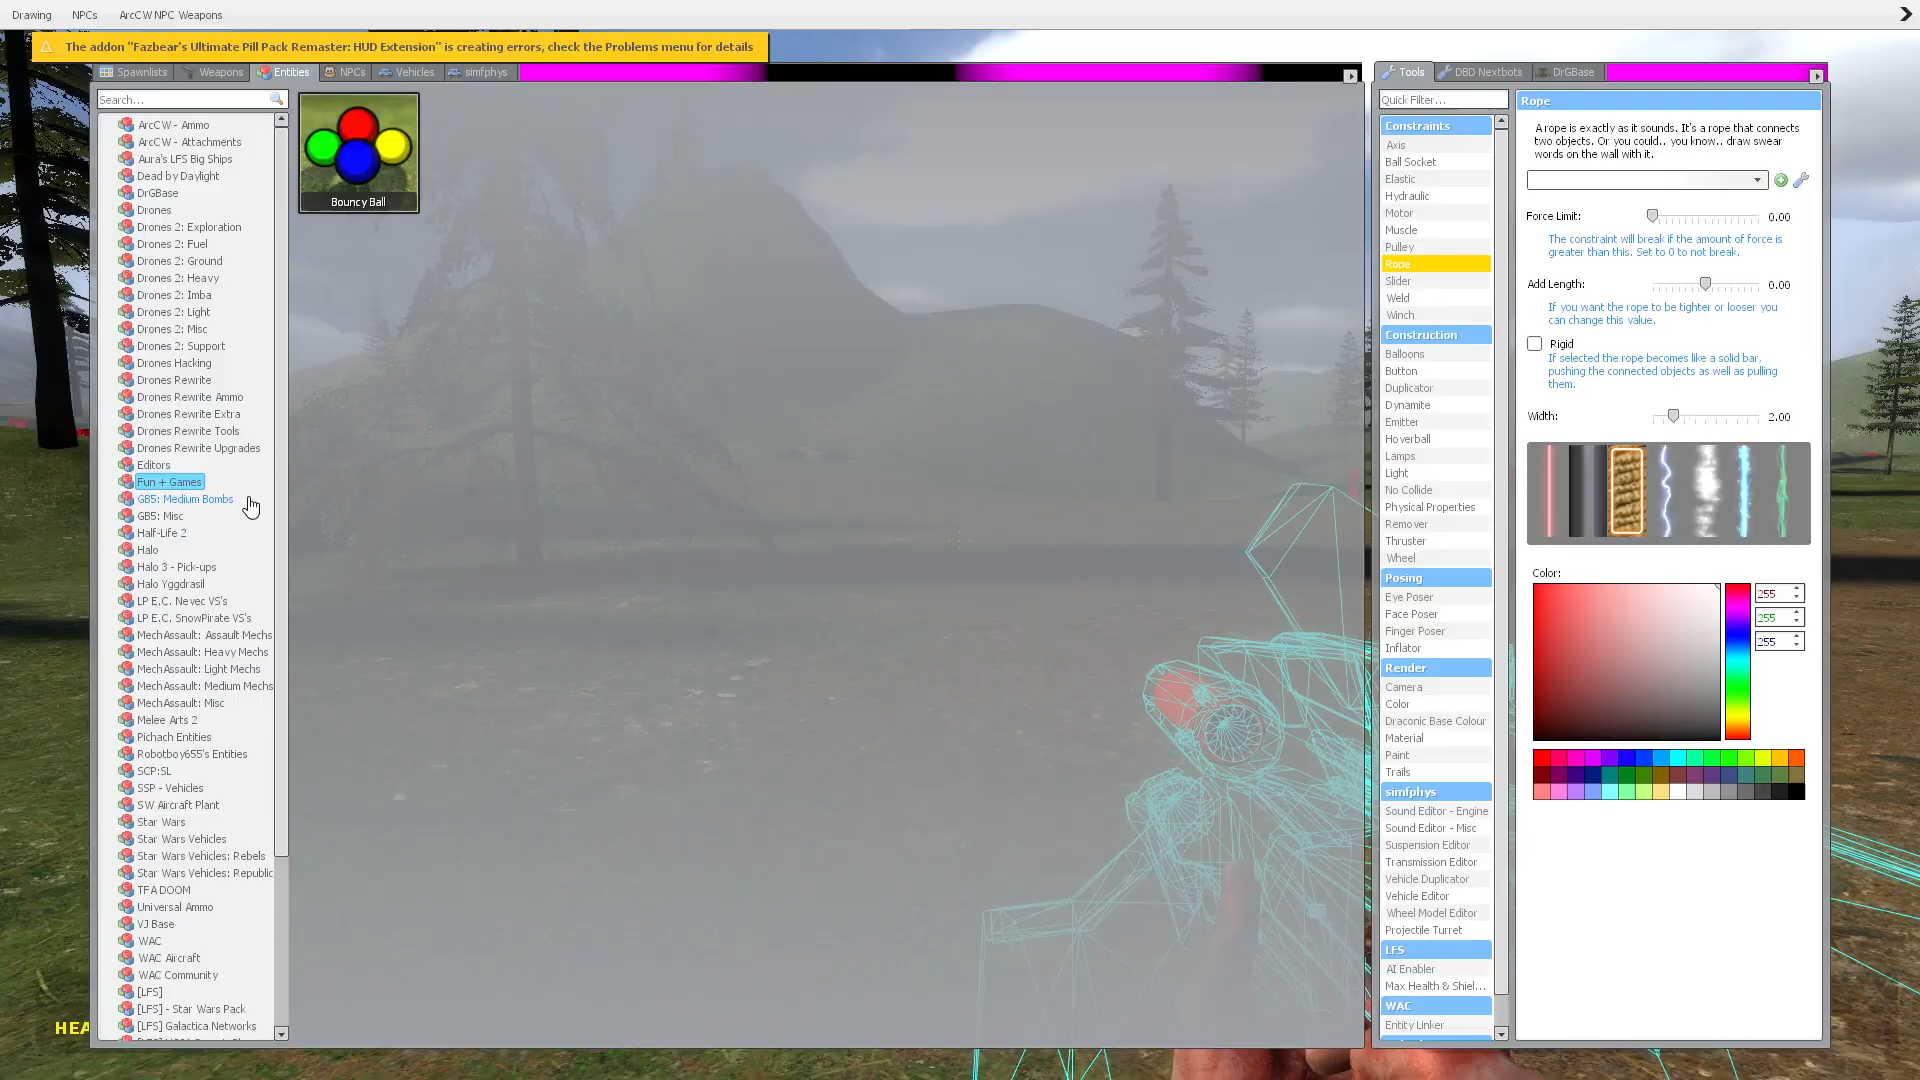 Drawing
NPCs
ArcCW NPC Weapons
The addon "Fazbear's Ultimate Pill Pack Remaster: HUD Extension" is creating errors, check the Problems menu for details
Spawnlists
Weapons
Entities
NPCs
Vehicles
simfphys
Search...
ArcCW - Ammo
ArcCW - Attachments
Aura's LFS Big Ships
Dead by Daylight
DrGBase
Drones
Drones 2: Exploration
Drones 2: Fuel
Drones 2: Ground
Drones 2: Heavy
Drones 2: Imba
Drones 2: Light
Drones 2: Misc
Drones 2: Support
Drones Hacking
Drones Rewrite
Drones Rewrite Ammo
Drones Rewrite Extra
Drones Rewrite Tools
Drones Rewrite Upgrades
Editors
Fun + Games
GB5: Medium Bombs
GB5: Misc
Half-Life 2
Halo
Halo 3 - Pick-ups
Halo Yggdrasil
LP E.C. Nevec VS's
LP E.C. SnowPirate VS's
MechAssault: Assault Mechs
MechAssault: Heavy Mechs
MechAssault: Light Mechs
MechAssault: Medium Mechs
MechAssault: Misc
Melee Arts 2
Pichach Entities
Robotboy655's Entities
SCP:SL
SSP - Vehicles
SW Aircraft Plant
Star Wars
Star Wars Vehicles
Star Wars Vehicles: Rebels
Star Wars Vehicles: Republic
TFA DOOM
Universal Ammo
VJ Base
WAC
WAC Aircraft
WAC Community
[LFS]
[LFS] - Star Wars Pack
[LFS] Galactica Networks
HEA
Bouncy Ball
Tools
DBD Nextbots
DrGBase
Quick Filter...
Constraints
Axis
Ball Socket
Elastic
Hydraulic
Motor
Muscle
Pulley
Rope
Slider
Weld
Winch
Construction
Balloons
Button
Duplicator
Dynamite
Emitter
Hoverball
Lamps
Light
No Collide
Physical Properties
Remover
Thruster
Wheel
Posing
Eye Poser
Face Poser
Finger Poser
Inflator
Render
Camera
Color
Draconic Base Colour
Material
Paint
Trails
simfphys
Sound Editor - Engine
Sound Editor - Misc
Suspension Editor
Transmission Editor
Vehicle Duplicator
Vehicle Editor
Wheel Model Editor
Projectile Turret
LFS
AI Enabler
Max Health & Shiel...
WAC
Entity Linker
Rope
A rope is exactly as it sounds. It's a rope that connects
two objects. Or you could.. you know.. draw swear
words on the wall with it.
Force Limit: 0.00
The constraint will break if the amount of force is
greater than this. Set to 0 to not break.
Add Length: 0.00
If you want the rope to be tighter or looser you
can change this value.
Rigid
If selected the rope becomes like a solid bar,
pushing the connected objects as well as pulling
them.
Width: 2.00
Color:
255
255
255